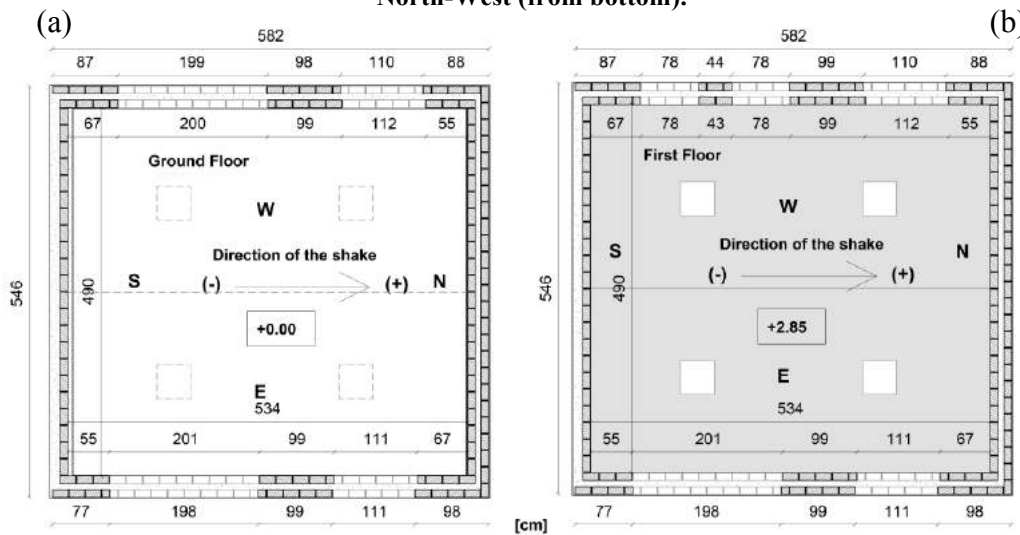 North-West (from bottom).
(a)
582
87 199 98 110 88
67 200 99 112 55
Ground Floor
W
Direction of the shake
S (-) (+) N
546
490
+0.00
E
534
55 201 99 111 67
77 198 99 111 98
(b)
582
87 78 44 78 99 110 88
67 78 43 78 99 112 55
First Floor
W
Direction of the shake
S N
(-) (+)
546
490
+2.85
E
534
55 201 99 111 67
77 198 99 111 98
[cm]